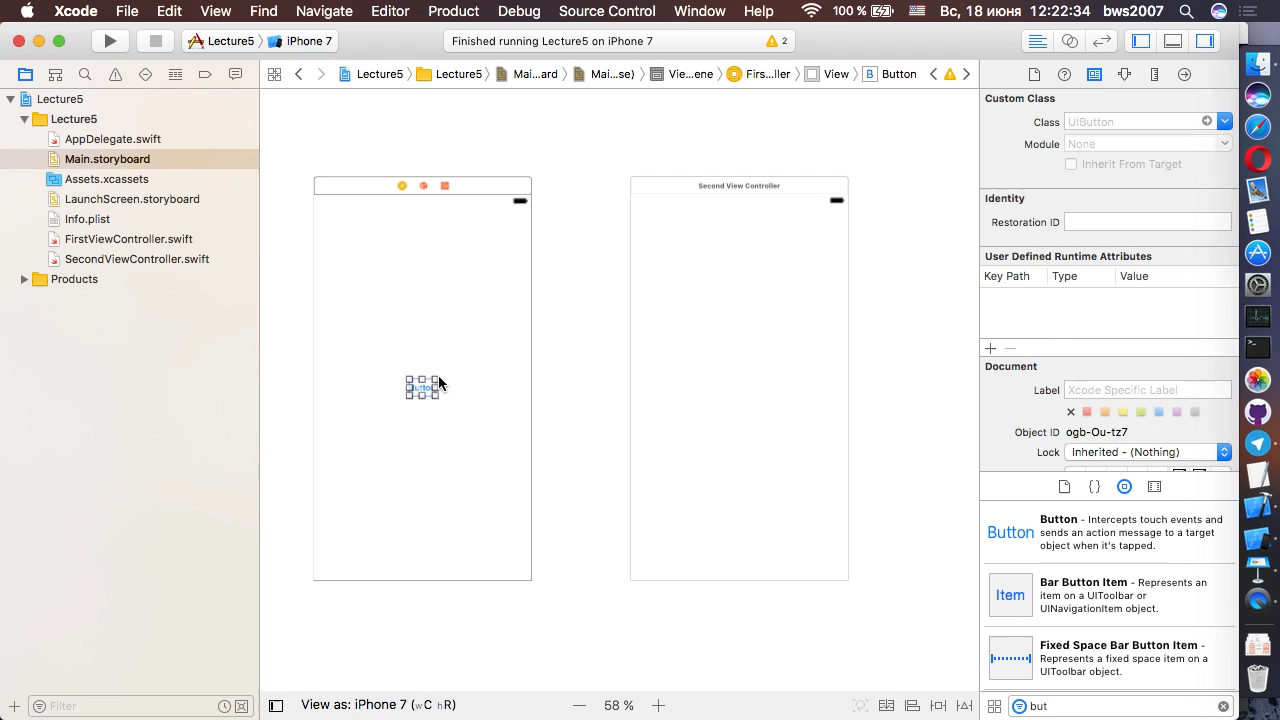 Xcode File Edit View Find Navigate Editor Product Debug Source Control Window Help 100 % Вс, 18 июня 12:22:34 bws2007
Lecture5 iPhone 7 Finished running Lecture5 on iPhone 7 2
Lecture5 Lecture5 Mai...ard Mai...se) Vie...ene Firs...ller View B Button
Lecture5
Lecture5
AppDelegate.swift
Main.storyboard
Assets.xcassets
LaunchScreen.storyboard
Info.plist
FirstViewController.swift
SecondViewController.swift
Products
Filter
Second View Controller
Button
View as: iPhone 7 (wC hR)
58 %
Custom Class
Class UIButton
Module None
Inherit From Target
Identity
Restoration ID
User Defined Runtime Attributes
Key Path Type Value
Document
Label Xcode Specific Label
Object ID ogb-Ou-tz7
Lock Inherited - (Nothing)
Button
Button - Intercepts touch events and
sends an action message to a target
object when it's tapped.
Item
Bar Button Item - Represents an
item on a UIToolbar or
UINavigationItem object.
Fixed Space Bar Button Item -
Represents a fixed space item on a
UIToolbar object.
but